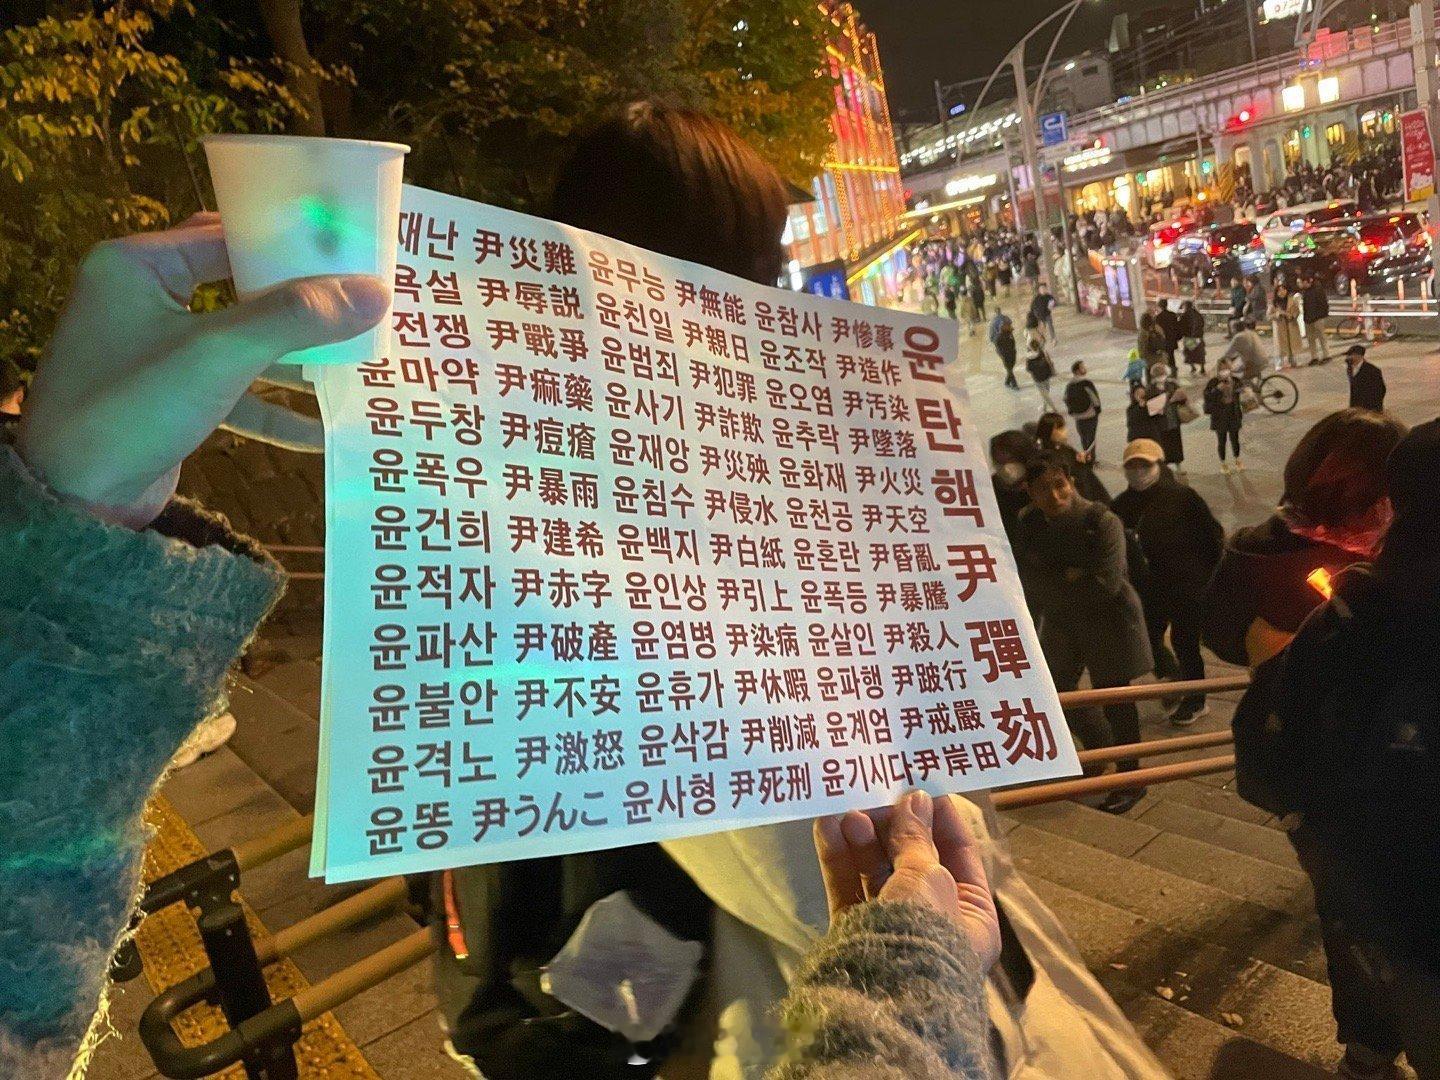 재난 尹災難 윤무능 尹無能 윤참사 尹惨事
욕설 尹辱説 윤친일 尹親日 윤조작 尹造作
전쟁 尹戰爭 윤범죄 尹犯罪 윤오염 尹汚染
윤마약 尹痲藥 윤사기 尹詐欺 윤추락 尹墜落
윤두창 尹痘瘡 윤재앙 尹災殃 윤화재 尹火災
윤폭우 尹暴雨 윤침수 尹侵水 윤천공 尹天空
윤건희 尹建希 윤백지 尹白紙 윤혼란 尹昏亂
윤적자 尹赤字 윤인상 尹引上 윤폭등 尹暴騰
윤파산 尹破產 윤염병 尹染病 윤살인 尹殺人
윤불안 尹不安 윤휴가 尹休暇 윤파행 尹跛行
윤격노 尹激怒 윤삭감 尹削減 윤계엄 尹戒嚴
윤똥 尹うんこ 윤사형 尹死刑 윤기시다 尹岸田
윤탄핵 尹彈劾